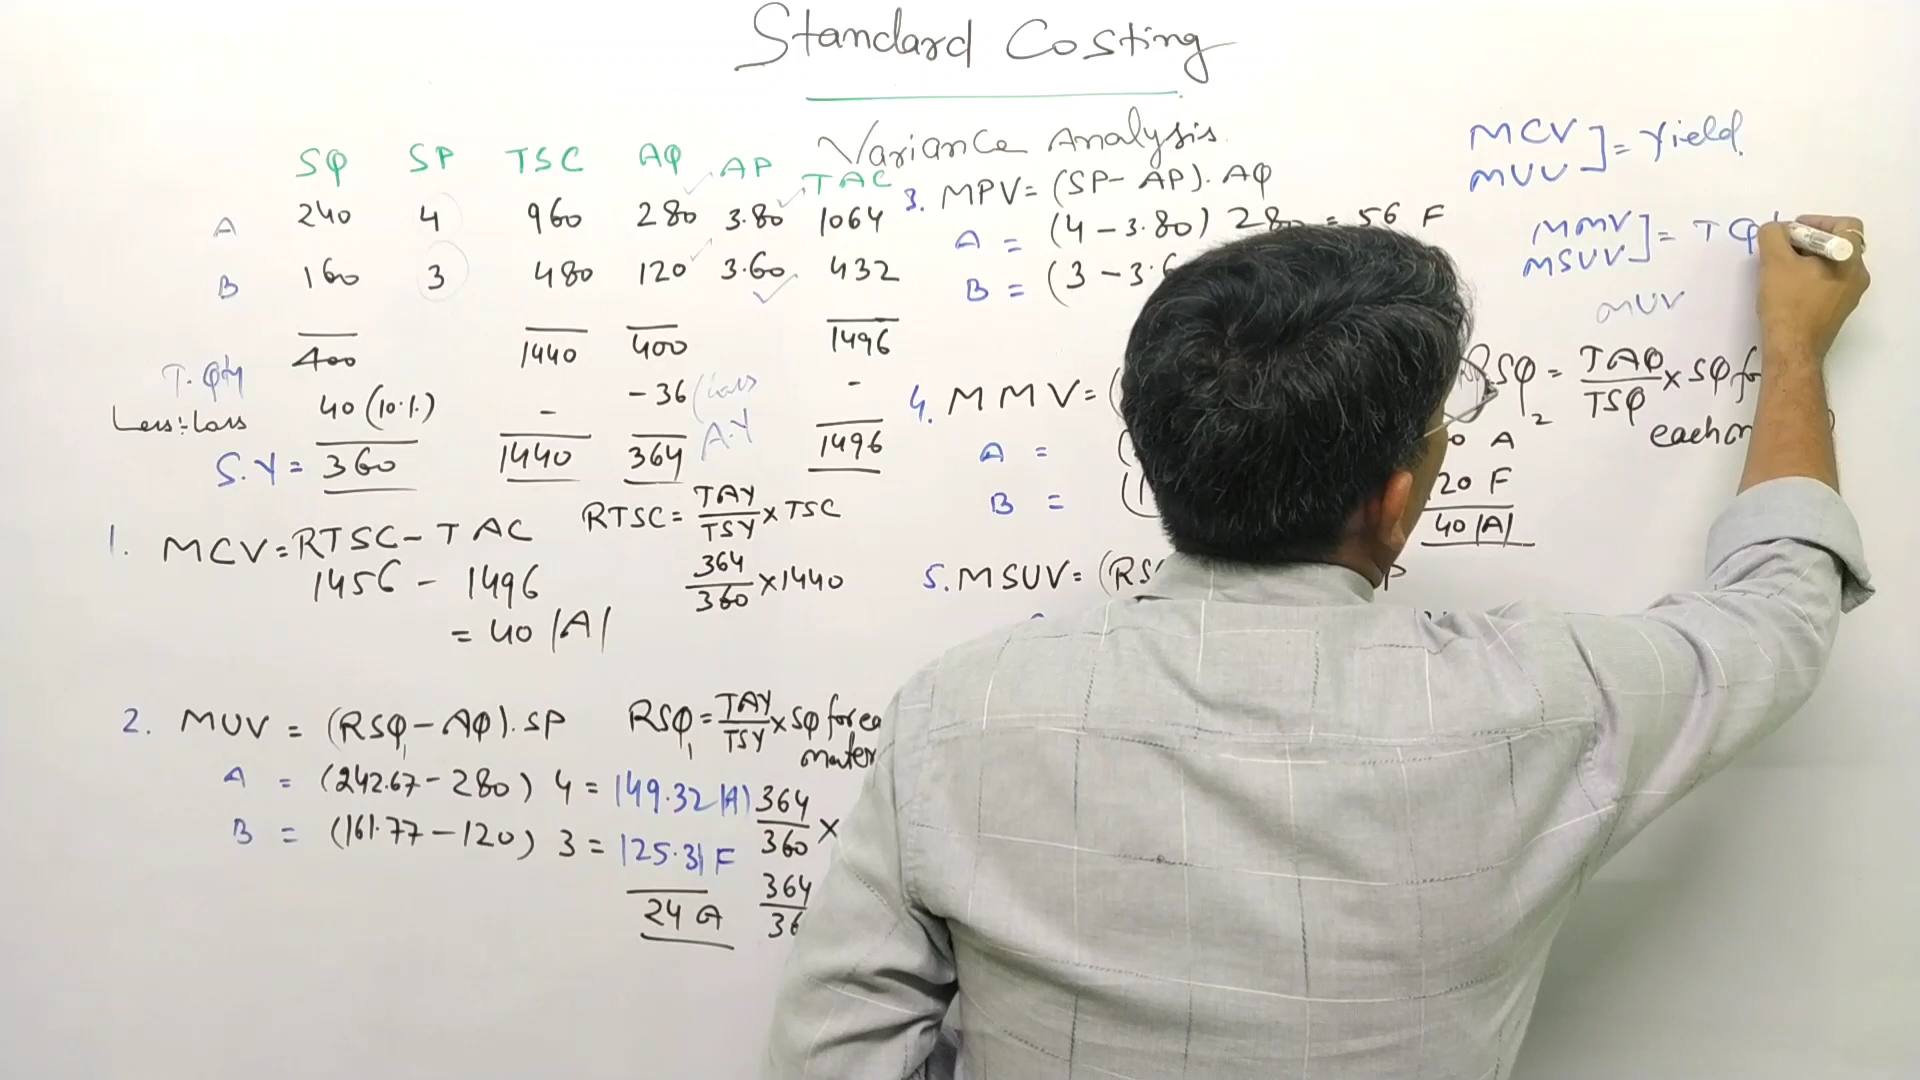 Standard Costing
Variance Analysis.
SQ SP TSC AQ AP TAC
A 240 4 960 280 3.80 1064
B 160 3 480 120 3.60 432
400 1440 400 1496
T. Qty
Less:- Loss 40 (10%) - -36 (loss -
S.Y = 360 1440 364 A.Y 1496
1. MCV = RTSC - TAC
1456 - 1496
= 40 (A)
RTSC = TAY/TSY × TSC
364/360 × 1440
2. MUV = (RSQ1 - AQ). SP
A = (242.67 - 280) 4 = 149.32 (A)
B = (161.77 - 120) 3 = 125.31 F
24 A
RSQ1 = TAY/TSY × SQ for ea
mater
364/360 ×
364/36
3. MPV = (SP - AP). AQ
A = (4 - 3.80) 280 = 56 F
B = (3 - 3.6
4. MMV = (
A = (
B = (1
0 A
20 F
40 (A)
5. MSUV = (RS P
MCV
MUV ] = Yield.
MMV
MSUV ] = TQ
MUV
RSQ2 = TAQ/TSQ × SQ fo
each m